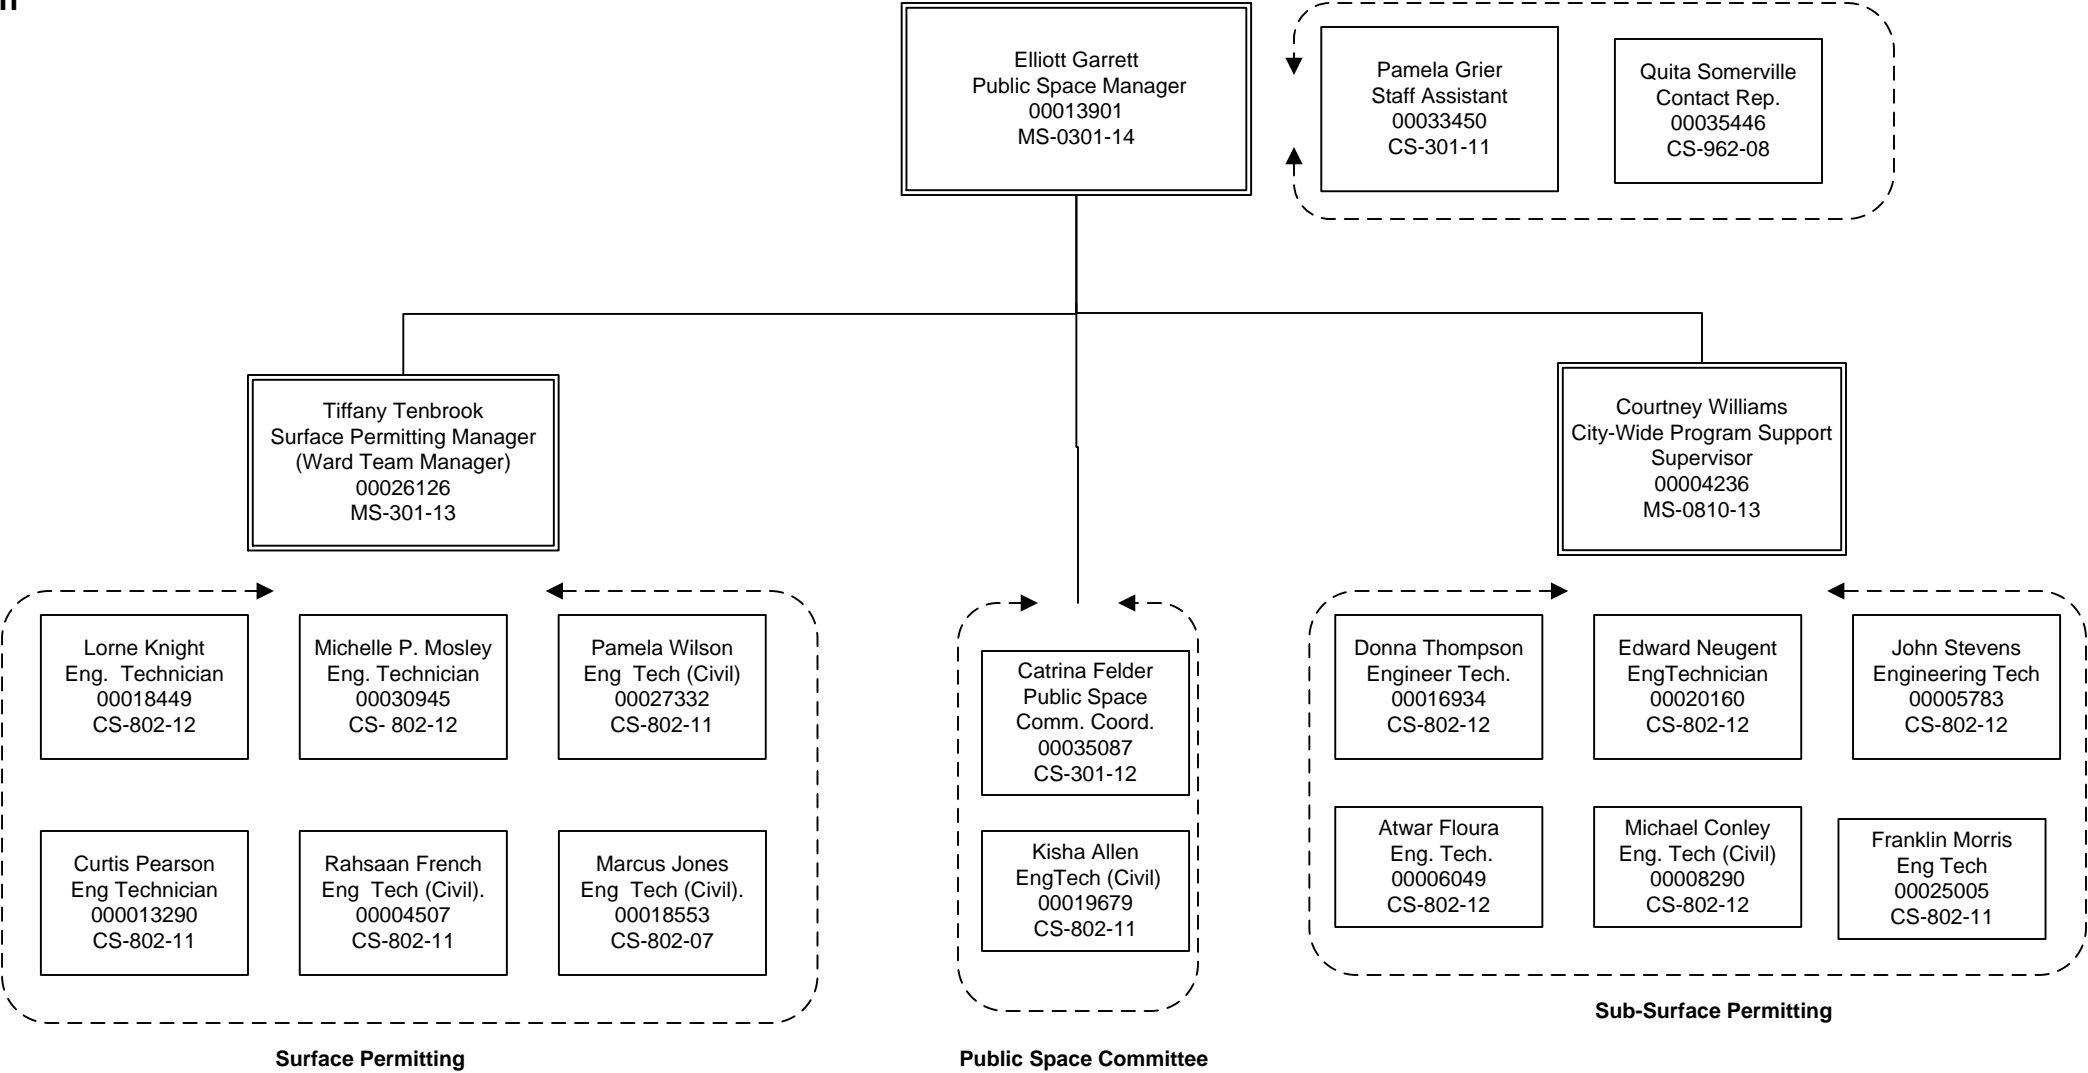 Elliott Garrett
Public Space Manager
00013901
MS-0301-14
Pamela Grier
Staff Assistant
00033450
CS-301-11
Quita Somerville
Contact Rep.
00035446
CS-962-08
Tiffany Tenbrook
Surface Permitting Manager
(Ward Team Manager)
00026126
MS-301-13
Courtney Williams
City-Wide Program Support
Supervisor
00004236
MS-0810-13
Lorne Knight
Eng.  Technician
00018449
CS-802-12
Michelle P. Mosley
Eng. Technician
00030945
CS- 802-12
Pamela Wilson
Eng  Tech (Civil)
00027332
CS-802-11
Curtis Pearson
Eng Technician
000013290
CS-802-11
Rahsaan French
Eng  Tech (Civil).
00004507
CS-802-11
Marcus Jones
Eng  Tech (Civil).
00018553
CS-802-07
Surface Permitting
Catrina Felder
Public Space
Comm. Coord.
00035087
CS-301-12
Kisha Allen
EngTech (Civil)
00019679
CS-802-11
Public Space Committee
Donna Thompson
Engineer Tech.
00016934
CS-802-12
Edward Neugent
EngTechnician
00020160
CS-802-12
John Stevens
Engineering Tech
00005783
CS-802-12
Atwar Floura
Eng. Tech.
00006049
CS-802-12
Michael Conley
Eng. Tech (Civil)
00008290
CS-802-12
Franklin Morris
Eng Tech
00025005
CS-802-11
Sub-Surface Permitting